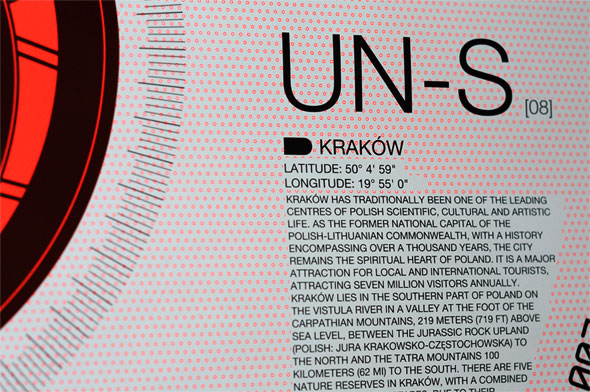 UN-S [08]
KRAKÓW
LATITUDE: 50° 4' 59"
LONGITUDE: 19° 55' 0"
KRAKÓW HAS TRADITIONALLY BEEN ONE OF THE LEADING
CENTRES OF POLISH SCIENTIFIC, CULTURAL AND ARTISTIC
LIFE. AS THE FORMER NATIONAL CAPITAL OF THE
POLISH-LITHUANIAN COMMONWEALTH, WITH A HISTORY
ENCOMPASSING OVER A THOUSAND YEARS, THE CITY
REMAINS THE SPIRITUAL HEART OF POLAND. IT IS A MAJOR
ATTRACTION FOR LOCAL AND INTERNATIONAL TOURISTS,
ATTRACTING SEVEN MILLION VISITORS ANNUALLY.
KRAKÓW LIES IN THE SOUTHERN PART OF POLAND ON
THE VISTULA RIVER IN A VALLEY AT THE FOOT OF THE
CARPATHIAN MOUNTAINS, 219 METERS (719 FT) ABOVE
SEA LEVEL, BETWEEN THE JURASSIC ROCK UPLAND
(POLISH: JURA KRAKOWSKO-CZĘSTOCHOWSKA) TO
THE NORTH AND THE TATRA MOUNTAINS 100
KILOMETERS (62 MI) TO THE SOUTH. THERE ARE FIVE
NATURE RESERVES IN KRAKÓW, WITH A COMBINED